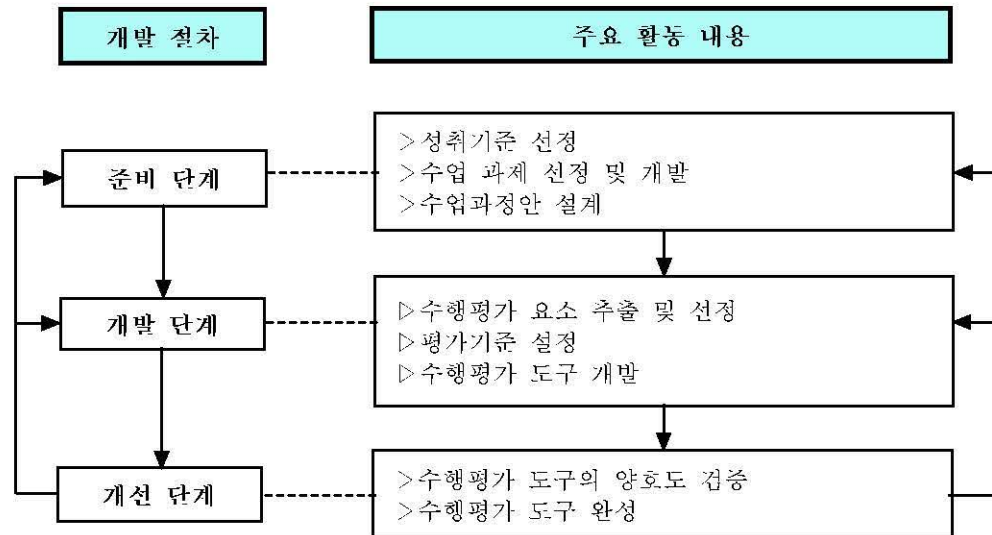 개발 절차
주요 활동 내용
준비 단계
>성취기준 선정
>수업 과제 선정 및 개발
>수업과정안 설계
개발 단계
▷수행평가 요소 추출 및 선정
▷평가기준 설정
▷수행평가 도구 개발
개선 단계
>수행평가 도구의 양호도 검증
>수행평가 도구 완성